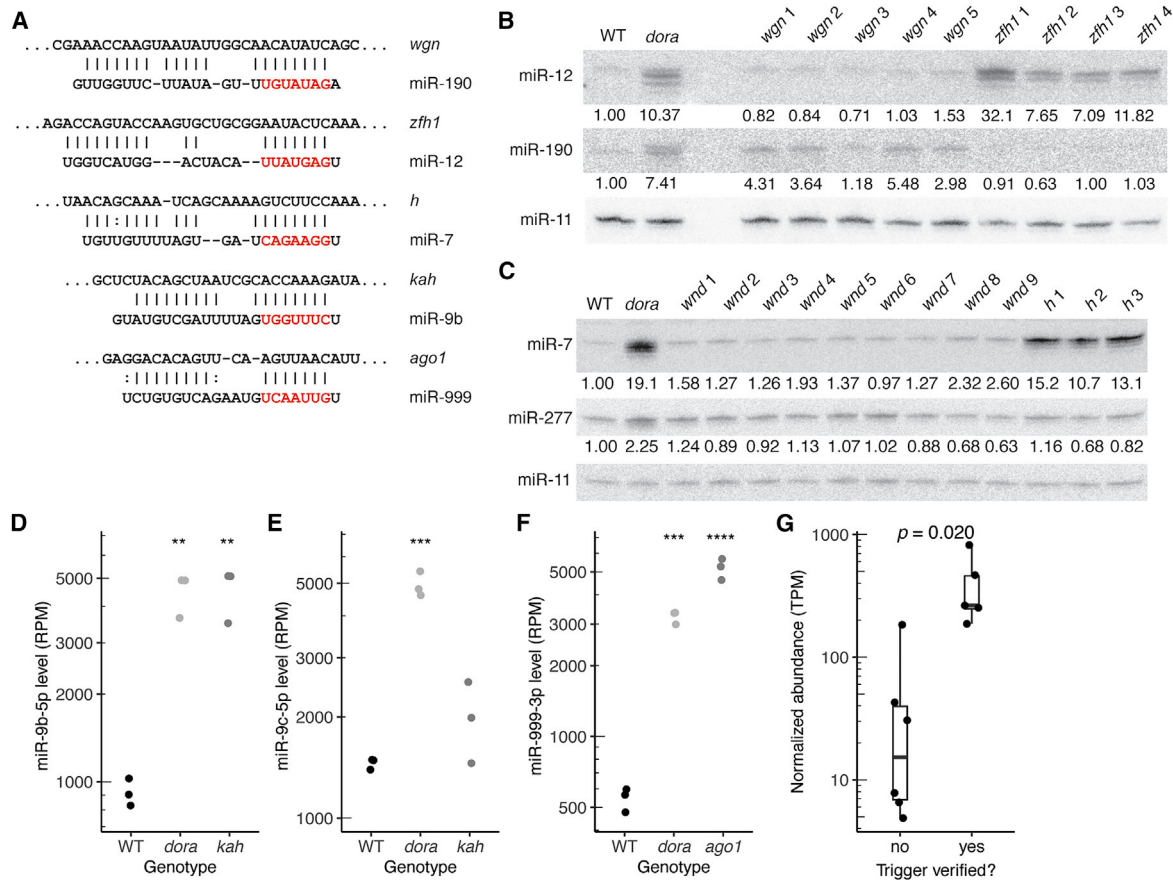 A
...CGAAACCAAGUAAUAUUGGCAACAUAUCAGC... wgn
GUUGGUUC-UUAUA-GU-UUGUAUAGA miR-190
...AGACCAGUACCAAGUGCUGCGGAAUACUCAAA... zfh1
UGGUCAUGG---ACUACA--UUAUGAGU miR-12
...UAACAGCAAA-UCAGCAAAAGUCUUCCAAA... h
UGUUGUUUUAGU--GA-UCAGAAGGU miR-7
...GCUCUACAGCUAAUCGCACCAAAGAUA... kah
GUAUGUCGAUUUUAGUGGUUUCU miR-9b
...GAGGACACAGUU-CA-AGUUAACAUU... ago1
UCUGUGUCAGAAUGUCAAUUGU miR-999
B
WT dora wgn 1 wgn 2 wgn 3 wgn 4 wgn 5 zfh1 1 zfh1 2 zfh1 3 zfh1 4
miR-12
1.00 10.37 0.82 0.84 0.71 1.03 1.53 32.1 7.65 7.09 11.82
miR-190
1.00 7.41 4.31 3.64 1.18 5.48 2.98 0.91 0.63 1.00 1.03
miR-11
C
WT dora wnd 1 wnd 2 wnd 3 wnd 4 wnd 5 wnd 6 wnd 7 wnd 8 wnd 9 h 1 h 2 h 3
miR-7
1.00 19.1 1.58 1.27 1.26 1.93 1.37 0.97 1.27 2.32 2.60 15.2 10.7 13.1
miR-277
1.00 2.25 1.24 0.89 0.92 1.13 1.07 1.02 0.88 0.68 0.63 1.16 0.68 0.82
miR-11
D
miR-9b-5p level (RPM)
** **
5000
3000
2000
1000
WT dora kah
Genotype
E
miR-9c-5p level (RPM)
***
5000
3000
2000
1000
WT dora kah
Genotype
F
miR-999-3p level (RPM)
*** ****
5000
3000
2000
1000
500
WT dora ago1
Genotype
G
Normalized abundance (TPM)
p = 0.020
1000
100
10
no yes
Trigger verified?